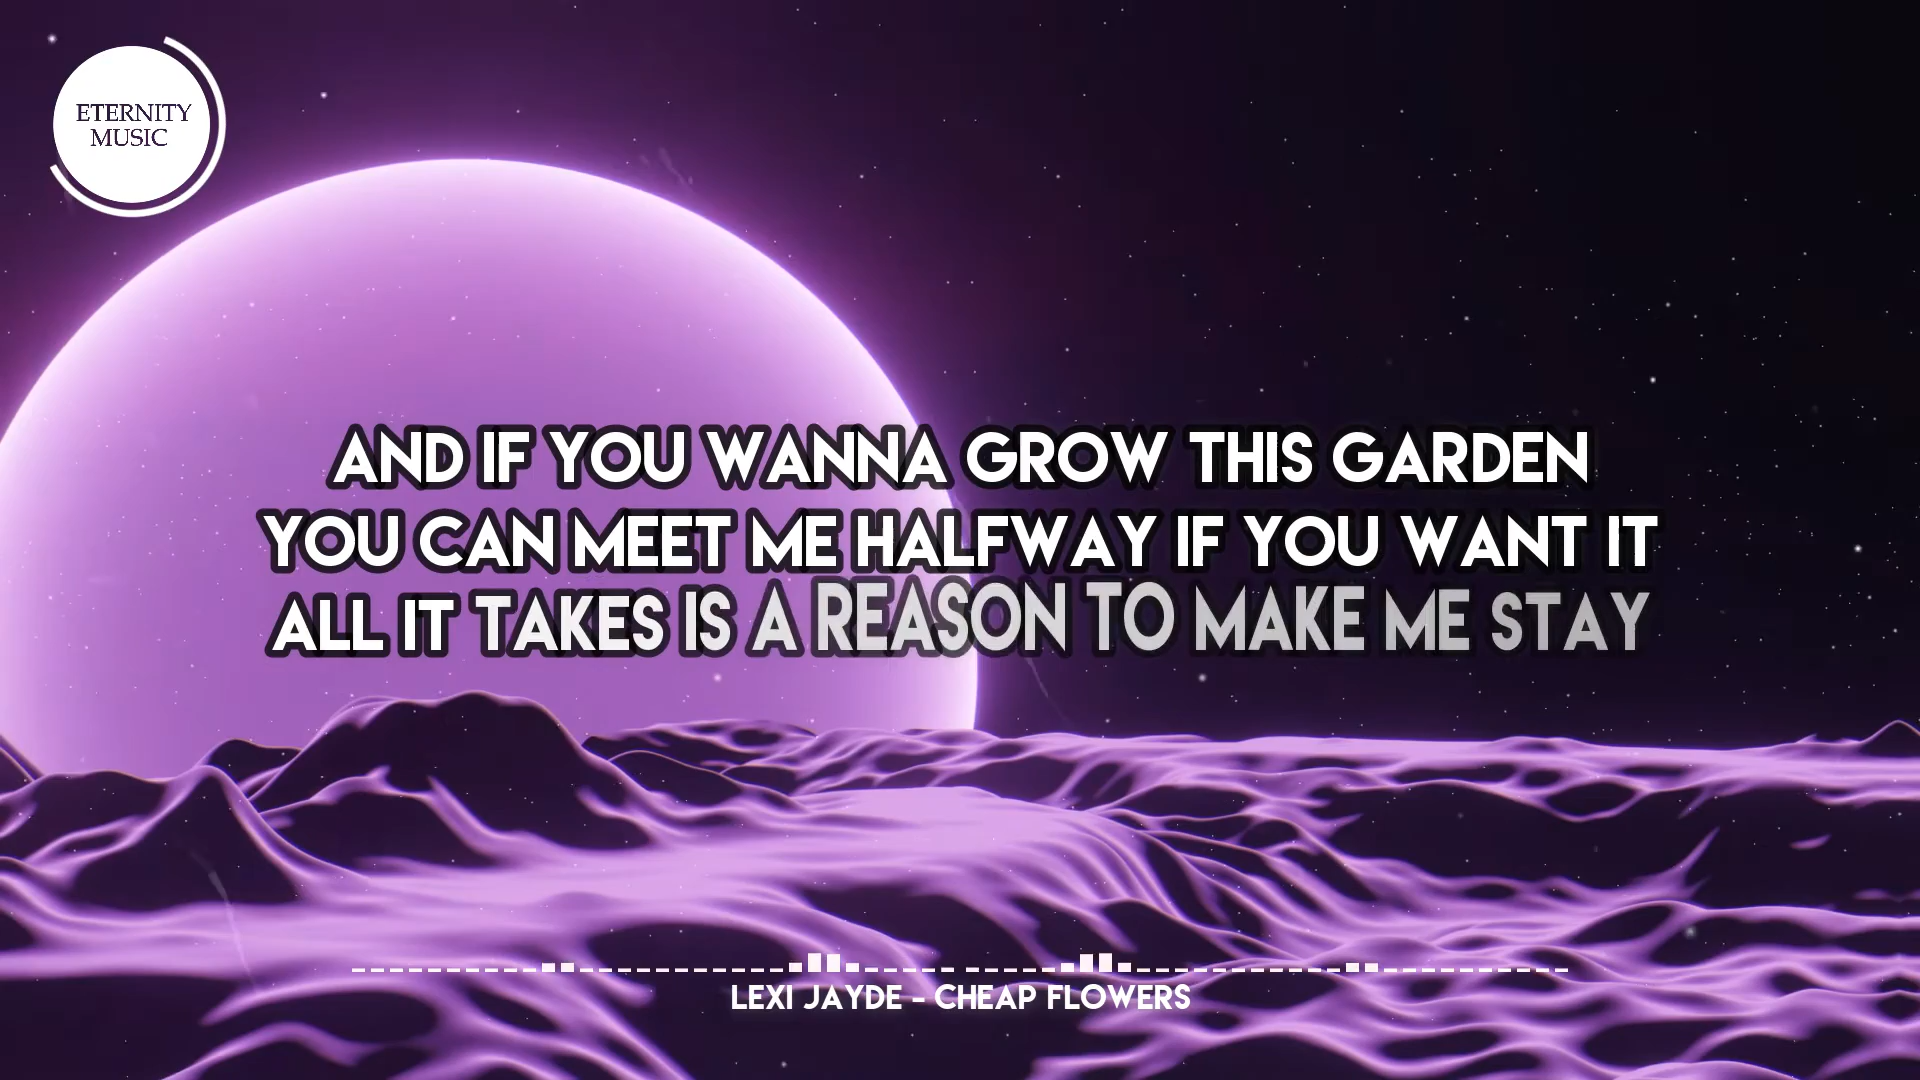 ETERNITY
MUSIC
AND IF YOU WANNA GROW THIS GARDEN
YOU CAN MEET ME HALFWAY IF YOU WANT IT
ALL IT TAKES IS A REASON TO MAKE ME STAY
LEXI JAYDE - CHEAP FLOWERS